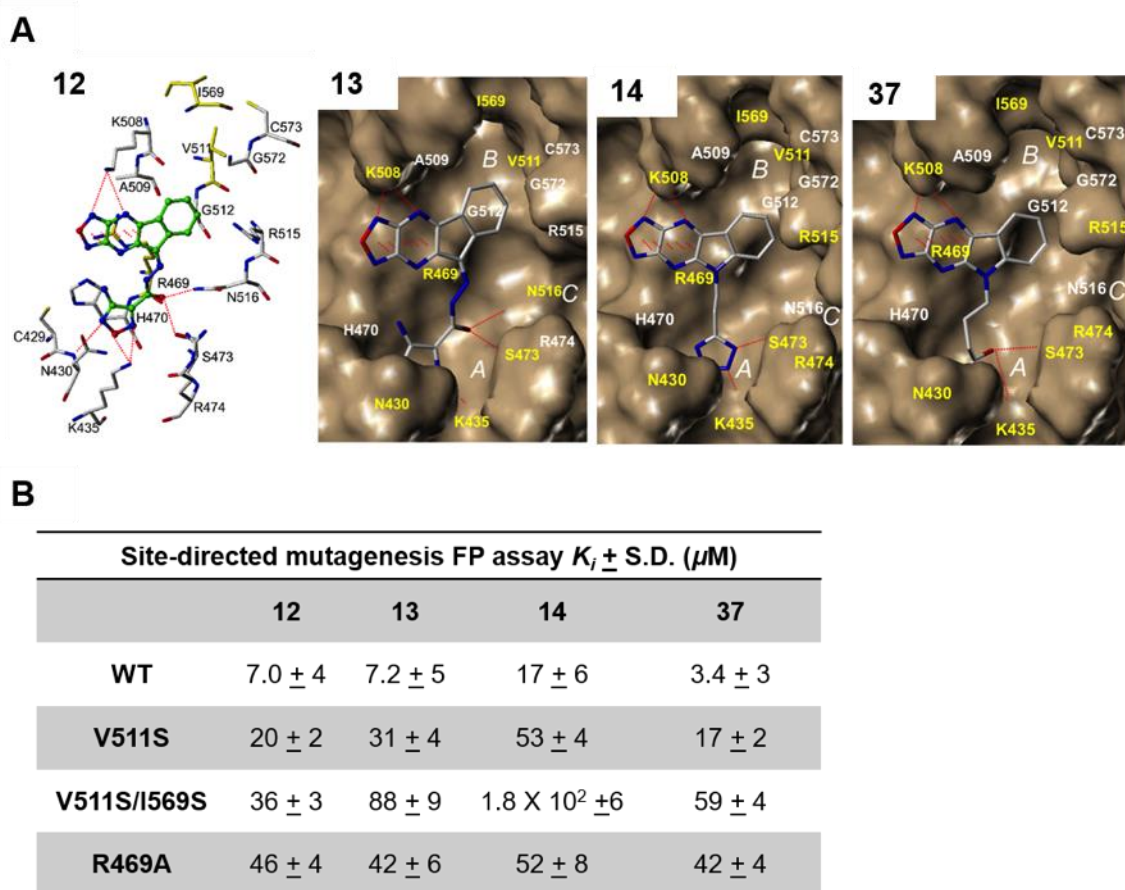 A
12
I569
K508
C573
V511
G572
A509
G512
R515
R469
N516
H470
C429
N430
S473
K435
R474
13
I569
A509
B
V511
C573
K508
G572
G512
R515
R469
N516
C
H470
R474
S473
A
N430
K435
14
I569
C573
A509
B
V511
K508
G572
G512
R515
R469
N516
C
H470
S473
A
R474
N430
K435
37
I569
C573
A509
B
V511
K508
G572
G512
R515
R469
N516
C
H470
R474
S473
A
N430
K435
B
Site-directed mutagenesis FP assay Ki ± S.D. (µM)
12 13 14 37
WT 7.0 ± 4 7.2 ± 5 17 ± 6 3.4 ± 3
V511S 20 ± 2 31 ± 4 53 ± 4 17 ± 2
V511S/I569S 36 ± 3 88 ± 9 1.8 X 10² ±6 59 ± 4
R469A 46 ± 4 42 ± 6 52 ± 8 42 ± 4